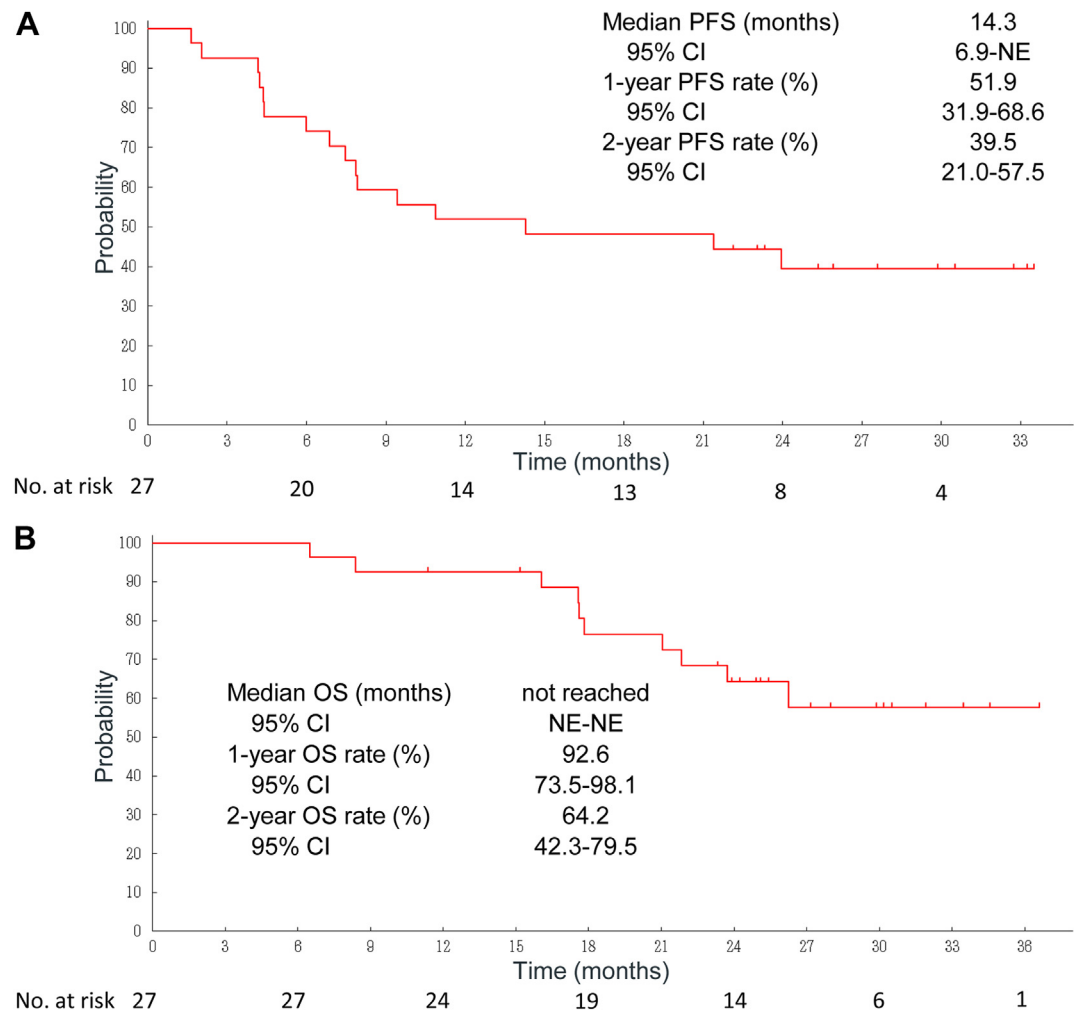 A
Median PFS (months) 14.3
95% CI 6.9-NE
1-year PFS rate (%) 51.9
95% CI 31.9-68.6
2-year PFS rate (%) 39.5
95% CI 21.0-57.5
Probability
100
90
80
70
60
50
40
30
20
10
0
0 3 6 9 12 15 18 21 24 27 30 33
Time (months)
No. at risk 27 20 14 13 8 4
B
Median OS (months) not reached
95% CI NE-NE
1-year OS rate (%) 92.6
95% CI 73.5-98.1
2-year OS rate (%) 64.2
95% CI 42.3-79.5
Probability
100
90
80
70
60
50
40
30
20
10
0
0 3 6 9 12 15 18 21 24 27 30 33 36
Time (months)
No. at risk 27 27 24 19 14 6 1